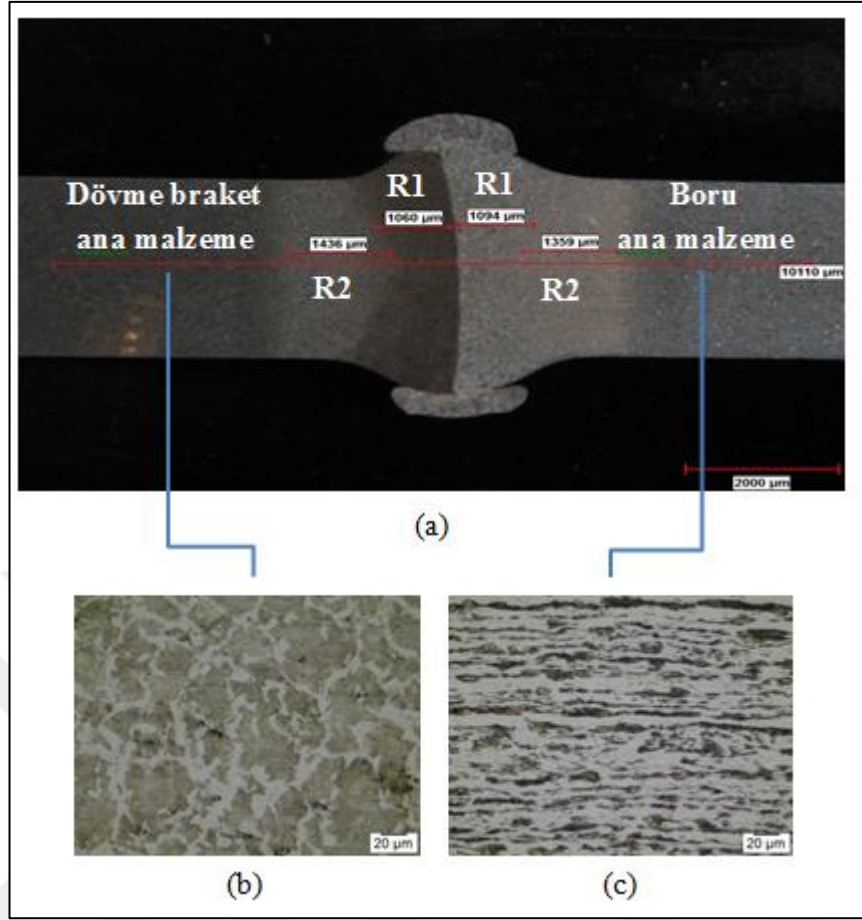 Dövme braket
ana malzeme
R1
R1
Boru
ana malzeme
1060 µm
1094 µm
1436 µm
1359 µm
10110 µm
R2
R2
2000 µm
(a)
20 µm
20 µm
(b)
(c)